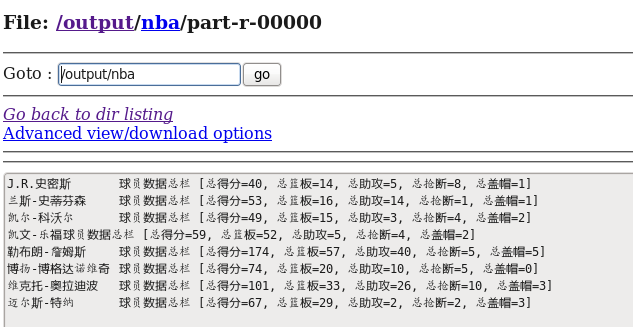 File: /output/nba/part-r-00000
Goto : /output/nba go
Go back to dir listing
Advanced view/download options
J.R.史密斯 球员数据总栏 [总得分=40, 总篮板=14, 总助攻=5, 总抢断=8, 总盖帽=1]
兰斯-史蒂芬森 球员数据总栏 [总得分=53, 总篮板=16, 总助攻=14, 总抢断=1, 总盖帽=1]
凯尔-科沃尔 球员数据总栏 [总得分=49, 总篮板=15, 总助攻=3, 总抢断=4, 总盖帽=2]
凯文-乐福球员数据总栏 [总得分=59, 总篮板=52, 总助攻=5, 总抢断=4, 总盖帽=2]
勒布朗-詹姆斯 球员数据总栏 [总得分=174, 总篮板=57, 总助攻=40, 总抢断=5, 总盖帽=5]
博扬-博格达诺维奇 球员数据总栏 [总得分=74, 总篮板=20, 总助攻=10, 总抢断=5, 总盖帽=0]
维克托-奥拉迪波 球员数据总栏 [总得分=101, 总篮板=33, 总助攻=26, 总抢断=10, 总盖帽=3]
迈尔斯-特纳 球员数据总栏 [总得分=67, 总篮板=29, 总助攻=2, 总抢断=2, 总盖帽=3]